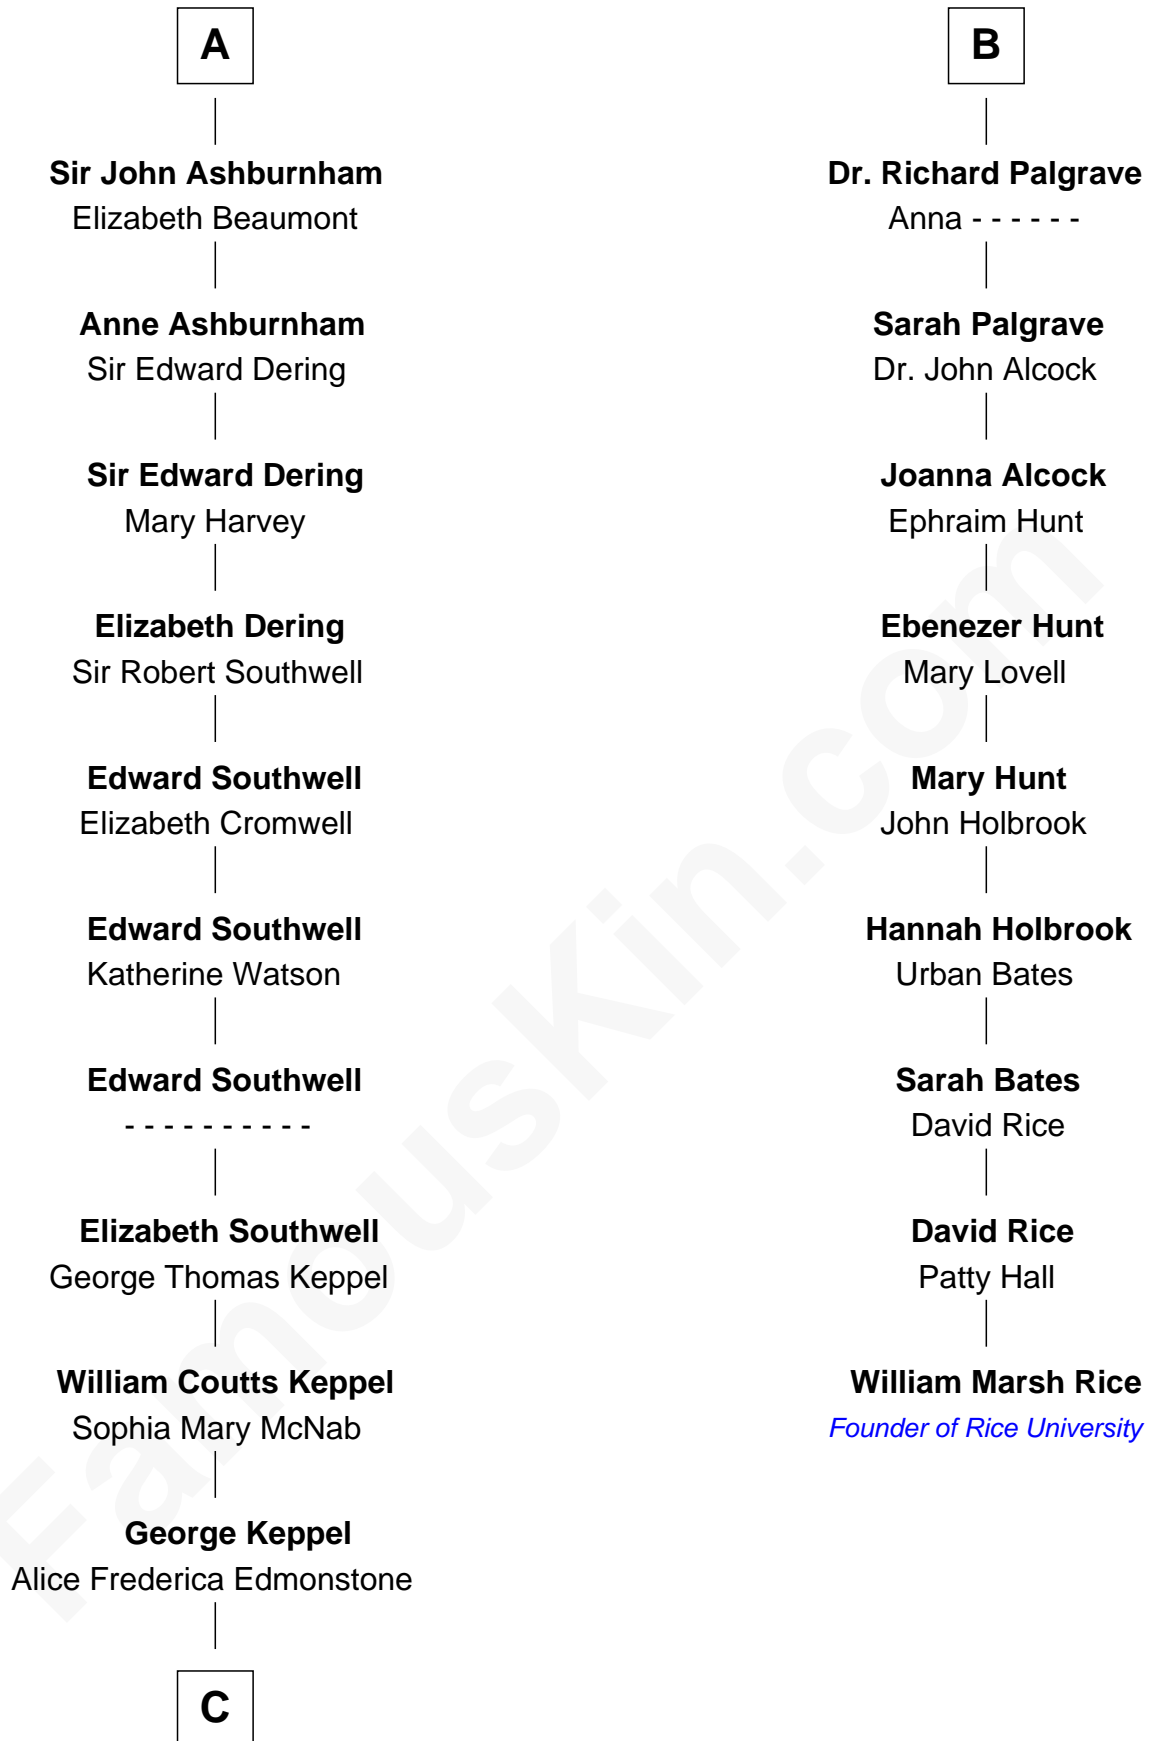 A
Sir John Ashburnham
Elizabeth Beaumont
Anne Ashburnham
Sir Edward Dering
Sir Edward Dering
Mary Harvey
Elizabeth Dering
Sir Robert Southwell
Edward Southwell
Elizabeth Cromwell
Edward Southwell
Katherine Watson
Edward Southwell
- - - - - - - - - -
Elizabeth Southwell
George Thomas Keppel
William Coutts Keppel
Sophia Mary McNab
George Keppel
Alice Frederica Edmonstone
C
B
Dr. Richard Palgrave
Anna - - - - - -
Sarah Palgrave
Dr. John Alcock
Joanna Alcock
Ephraim Hunt
Ebenezer Hunt
Mary Lovell
Mary Hunt
John Holbrook
Hannah Holbrook
Urban Bates
Sarah Bates
David Rice
David Rice
Patty Hall
William Marsh Rice
Founder of Rice University
FamousKin.com